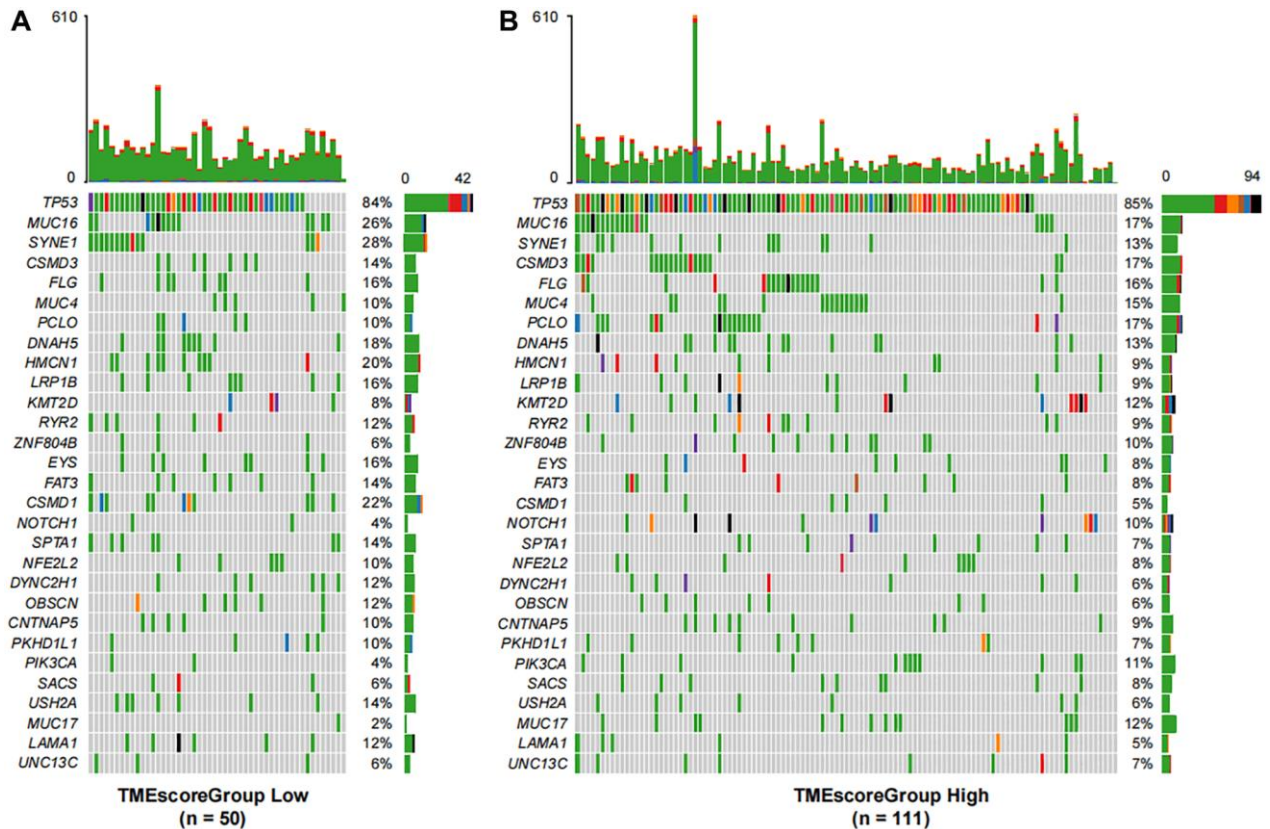 A
610
0
0 42
TP53 84%
MUC16 26%
SYNE1 28%
CSMD3 14%
FLG 16%
MUC4 10%
PCLO 10%
DNAH5 18%
HMCN1 20%
LRP1B 16%
KMT2D 8%
RYR2 12%
ZNF804B 6%
EYS 16%
FAT3 14%
CSMD1 22%
NOTCH1 4%
SPTA1 14%
NFE2L2 10%
DYNC2H1 12%
OBSCN 12%
CNTNAP5 10%
PKHD1L1 10%
PIK3CA 4%
SACS 6%
USH2A 14%
MUC17 2%
LAMA1 12%
UNC13C 6%
TMEscoreGroup Low
(n = 50)
B
610
0
0 94
TP53 85%
MUC16 17%
SYNE1 13%
CSMD3 17%
FLG 16%
MUC4 15%
PCLO 17%
DNAH5 13%
HMCN1 9%
LRP1B 9%
KMT2D 12%
RYR2 9%
ZNF804B 10%
EYS 8%
FAT3 8%
CSMD1 5%
NOTCH1 10%
SPTA1 7%
NFE2L2 8%
DYNC2H1 6%
OBSCN 6%
CNTNAP5 9%
PKHD1L1 7%
PIK3CA 11%
SACS 8%
USH2A 6%
MUC17 12%
LAMA1 5%
UNC13C 7%
TMEscoreGroup High
(n = 111)